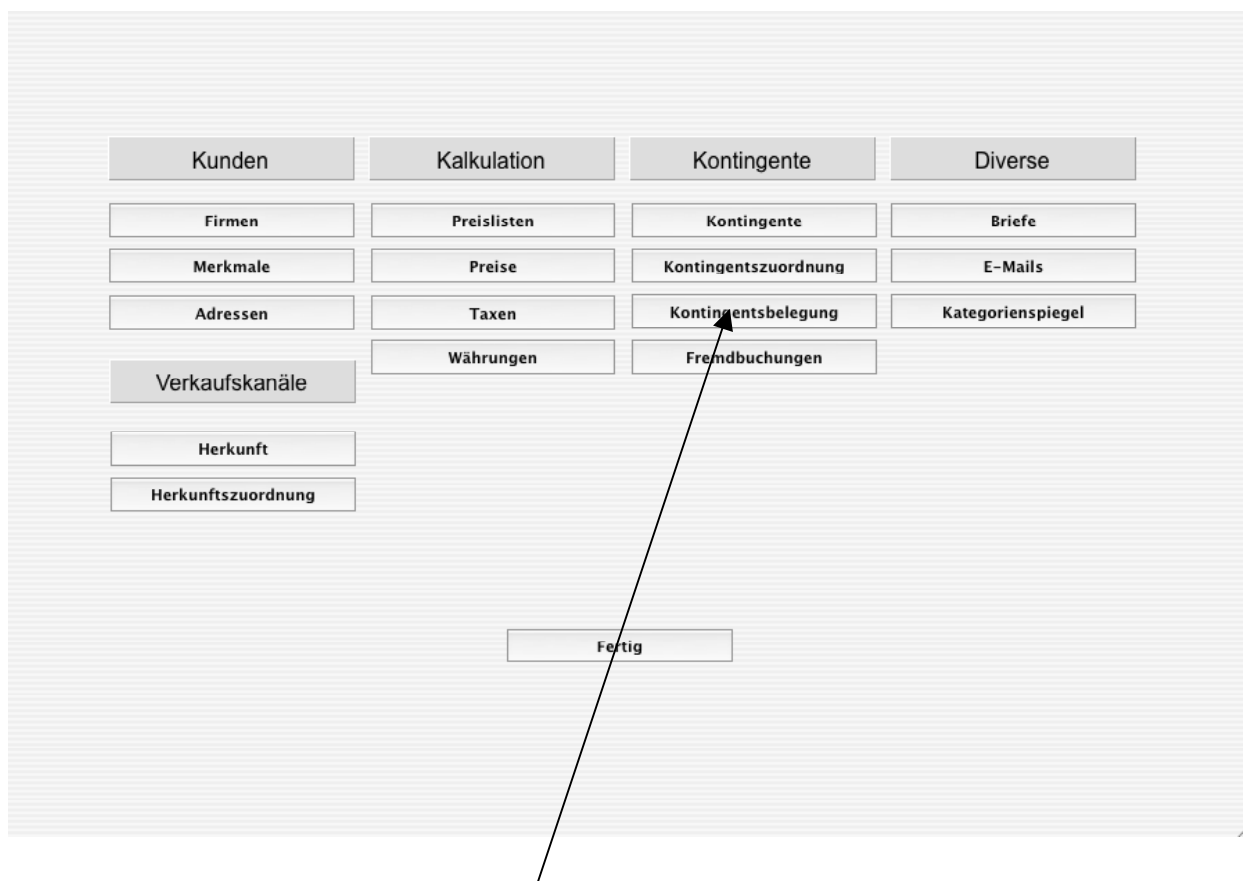 Kunden
Kalkulation
Kontingente
Diverse
Firmen
Preislisten
Kontingente
Briefe
Merkmale
Preise
Kontingentszuordnung
E-Mails
Adressen
Taxen
Kontingentsbelegung
Kategorienspiegel
Währungen
Fremdbuchungen
Verkaufskanäle
Herkunft
Herkunftszuordnung
Fertig